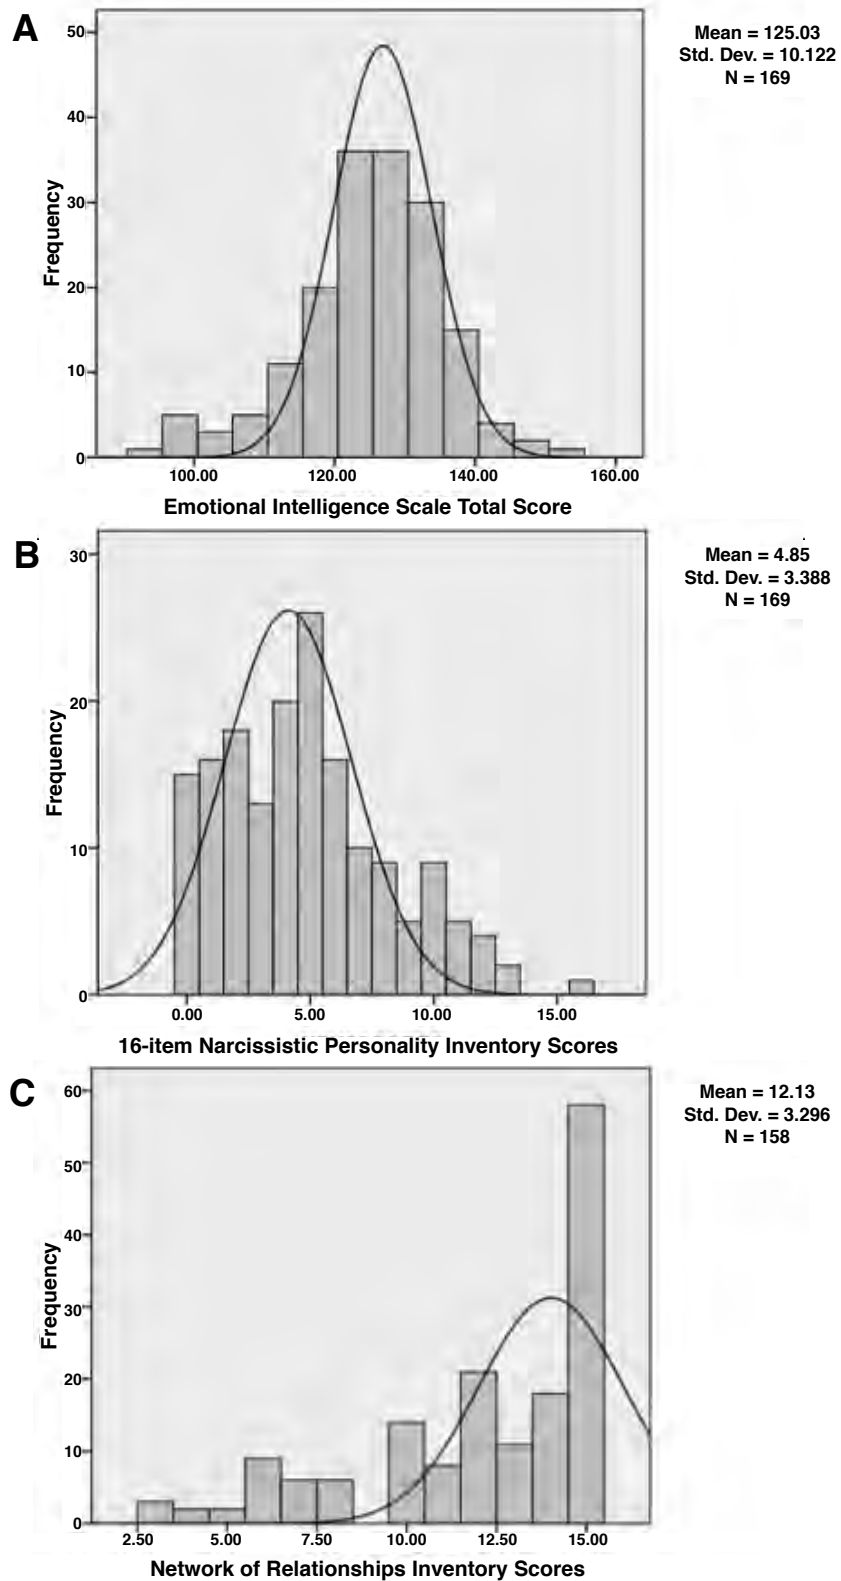 A
Mean = 125.03
Std. Dev. = 10.122
N = 169
50
40
30
20
10
0
Frequency
100.00 120.00 140.00 160.00
Emotional Intelligence Scale Total Score
B
Mean = 4.85
Std. Dev. = 3.388
N = 169
30
20
10
0
Frequency
0.00 5.00 10.00 15.00
16-item Narcissistic Personality Inventory Scores
C
Mean = 12.13
Std. Dev. = 3.296
N = 158
60
50
40
30
20
10
0
Frequency
2.50 5.00 7.50 10.00 12.50 15.00
Network of Relationships Inventory Scores